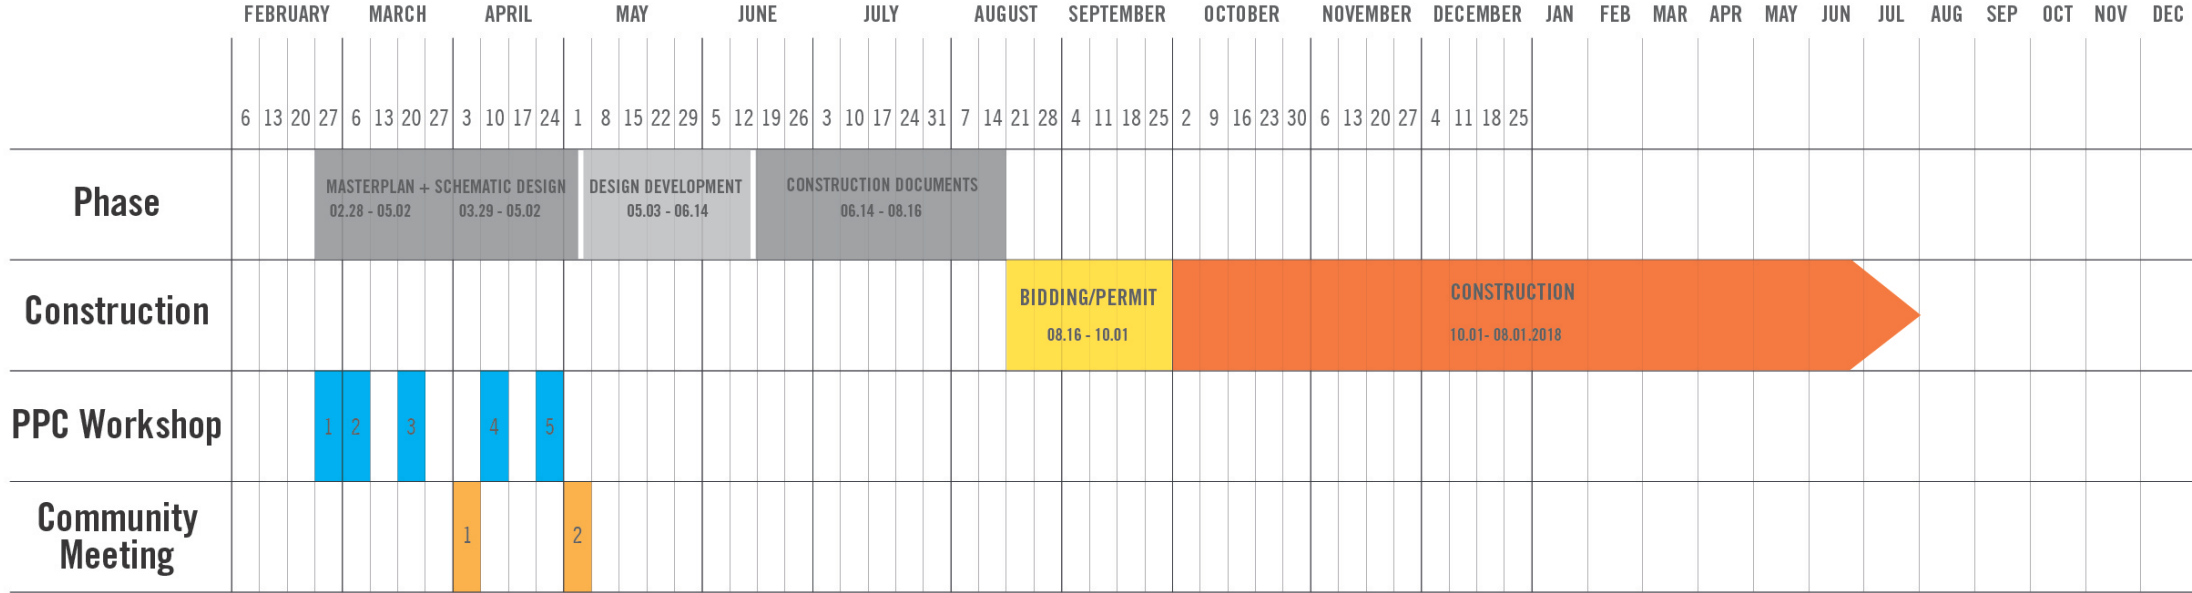 FEBRUARY MARCH APRIL MAY JUNE JULY AUGUST SEPTEMBER OCTOBER NOVEMBER DECEMBER JAN FEB MAR APR MAY JUN JUL AUG SEP OCT NOV DEC
6 13 20 27 6 13 20 27 3 10 17 24 1 8 15 22 29 5 12 19 26 3 10 17 24 31 7 14 21 28 4 11 18 25 2 9 16 23 30 6 13 20 27 4 11 18 25
Phase
MASTERPLAN + SCHEMATIC DESIGN DESIGN DEVELOPMENT CONSTRUCTION DOCUMENTS
02.28 - 05.02 03.29 - 05.02 05.03 - 06.14 06.14 - 08.16
Construction
BIDDING/PERMIT CONSTRUCTION
08.16 - 10.01 10.01- 08.01.2018
PPC Workshop
1 2 3 4 5
Community
Meeting
1 2